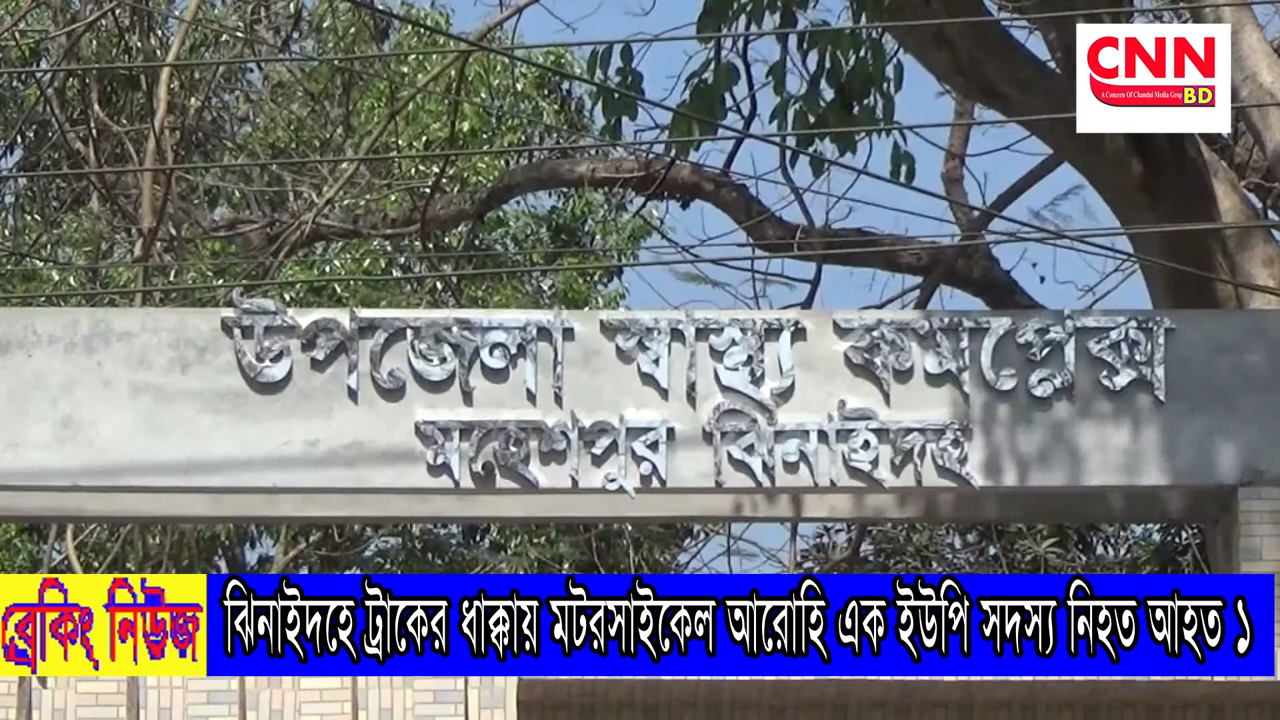 CNN
A Concern Of Chandni Media Grup
BD
উপজেলা স্বাস্থ্য কমপ্লেক্স
মহেশপুর ঝিনাইদহ
ব্রেকিং নিউজ
ঝিনাইদহে ট্রাকের ধাক্কায় মটরসাইকেল আরোহি এক ইউপি সদস্য নিহত আহত ১